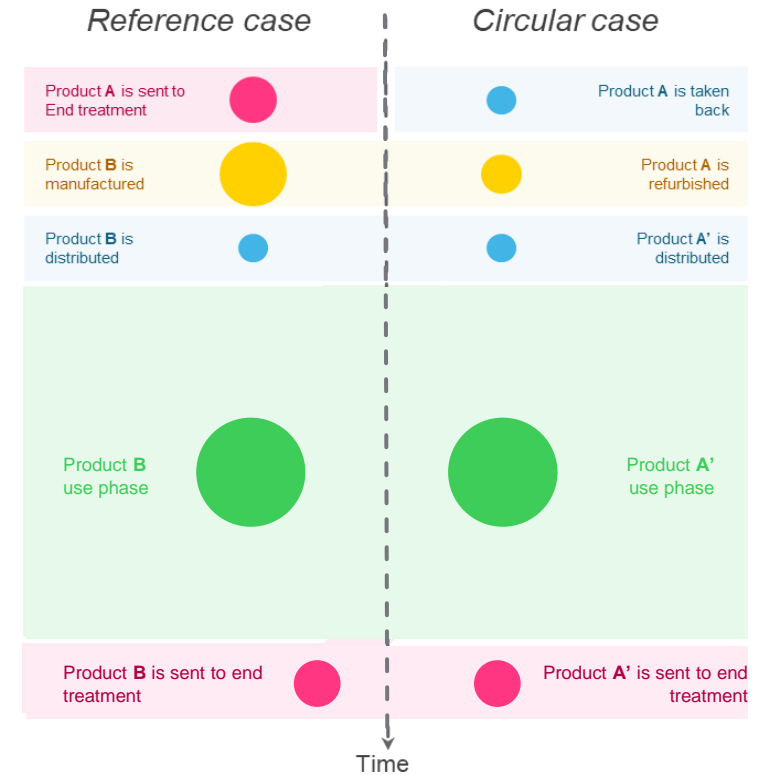 Reference case
Circular case
Product A is sent to
End treatment
Product A is taken
back
Product B is
manufactured
Product A is
refurbished
Product B is
distributed
Product A’ is
distributed
Product B
use phase
Product A’
use phase
Product B is sent to end
treatment
Product A’ is sent to end
treatment
Time